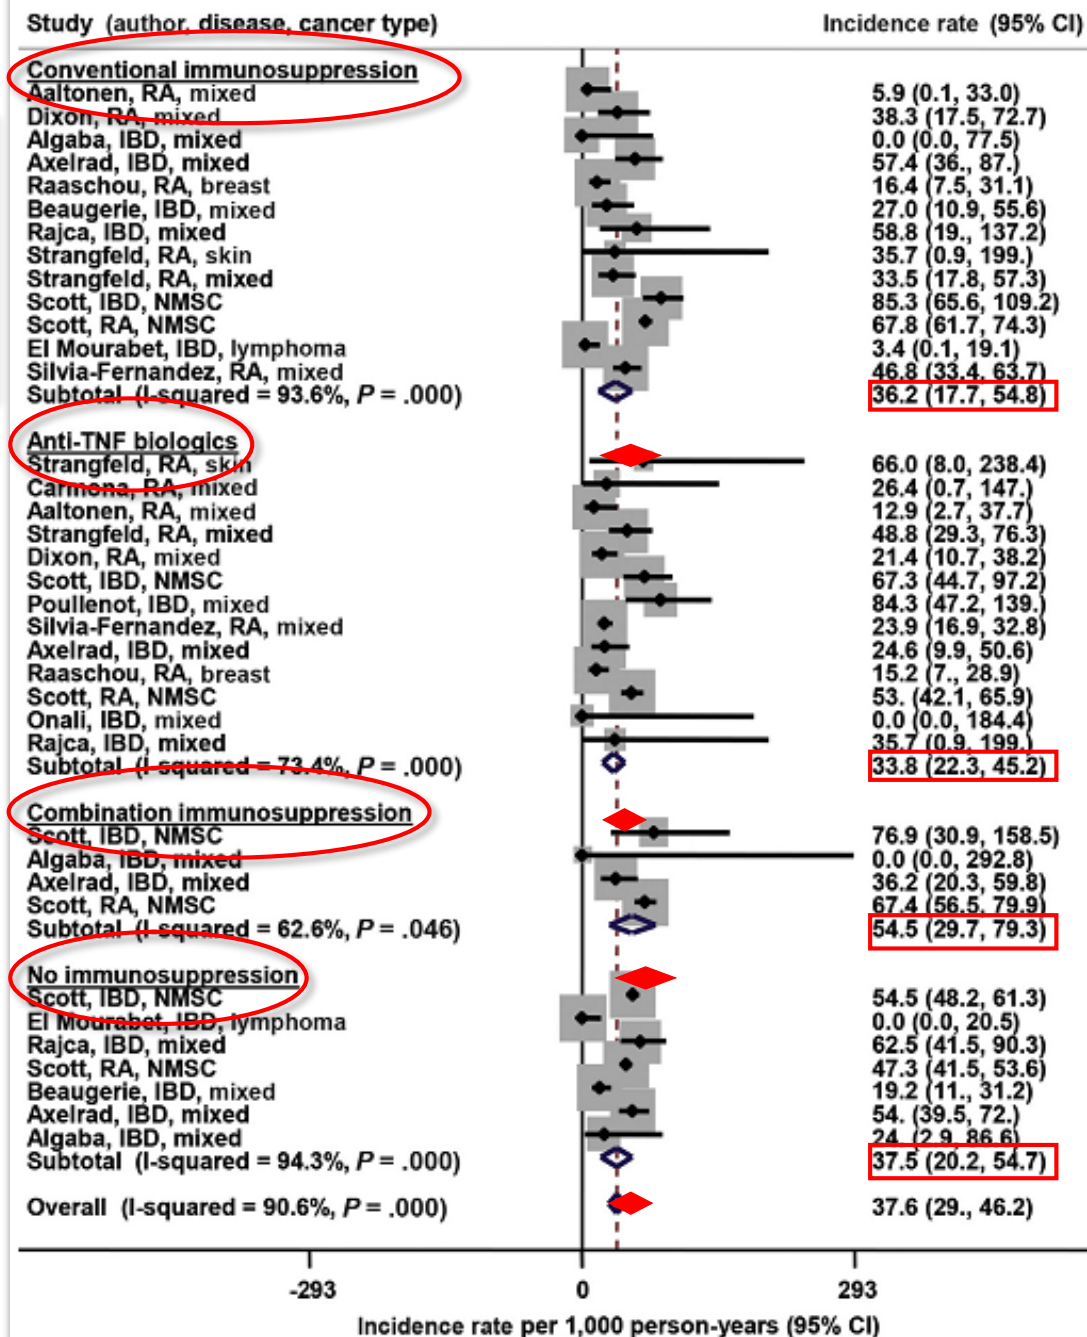 Study (author, disease, cancer type) Incidence rate (95% CI)
Conventional immunosuppression
Aaltonen, RA, mixed 5.9 (0.1, 33.0)
Dixon, RA, mixed 38.3 (17.5, 72.7)
Algaba, IBD, mixed 0.0 (0.0, 77.5)
Axelrad, IBD, mixed 57.4 (36., 87.)
Raaschou, RA, breast 16.4 (7.5, 31.1)
Beaugerie, IBD, mixed 27.0 (10.9, 55.6)
Rajca, IBD, mixed 58.8 (19., 137.2)
Strangfeld, RA, skin 35.7 (0.9, 199.)
Strangfeld, RA, mixed 33.5 (17.8, 57.3)
Scott, IBD, NMSC 85.3 (65.6, 109.2)
Scott, RA, NMSC 67.8 (61.7, 74.3)
El Mourabet, IBD, lymphoma 3.4 (0.1, 19.1)
Silvia-Fernandez, RA, mixed 46.8 (33.4, 63.7)
Subtotal (I-squared = 93.6%, P = .000) 36.2 (17.7, 54.8)
Anti-TNF biologics
Strangfeld, RA, skin 66.0 (8.0, 238.4)
Carmona, RA, mixed 26.4 (0.7, 147.)
Aaltonen, RA, mixed 12.9 (2.7, 37.7)
Strangfeld, RA, mixed 48.8 (29.3, 76.3)
Dixon, RA, mixed 21.4 (10.7, 38.2)
Scott, IBD, NMSC 67.3 (44.7, 97.2)
Poullenot, IBD, mixed 84.3 (47.2, 139.)
Silvia-Fernandez, RA, mixed 23.9 (16.9, 32.8)
Axelrad, IBD, mixed 24.6 (9.9, 50.6)
Raaschou, RA, breast 15.2 (7., 28.9)
Scott, RA, NMSC 53. (42.1, 65.9)
Onali, IBD, mixed 0.0 (0.0, 184.4)
Rajca, IBD, mixed 35.7 (0.9, 199.)
Subtotal (I-squared = 73.4%, P = .000) 33.8 (22.3, 45.2)
Combination immunosuppression
Scott, IBD, NMSC 76.9 (30.9, 158.5)
Algaba, IBD, mixed 0.0 (0.0, 292.8)
Axelrad, IBD, mixed 36.2 (20.3, 59.8)
Scott, RA, NMSC 67.4 (56.5, 79.9)
Subtotal (I-squared = 62.6%, P = .046) 54.5 (29.7, 79.3)
No immunosuppression
Scott, IBD, NMSC 54.5 (48.2, 61.3)
El Mourabet, IBD, lymphoma 0.0 (0.0, 20.5)
Rajca, IBD, mixed 62.5 (41.5, 90.3)
Scott, RA, NMSC 47.3 (41.5, 53.6)
Beaugerie, IBD, mixed 19.2 (11., 31.2)
Axelrad, IBD, mixed 54. (39.5, 72.)
Algaba, IBD, mixed 24. (2.9, 86.6)
Subtotal (I-squared = 94.3%, P = .000) 37.5 (20.2, 54.7)
Overall (I-squared = 90.6%, P = .000) 37.6 (29., 46.2)
-293 0 293
Incidence rate per 1,000 person-years (95% CI)